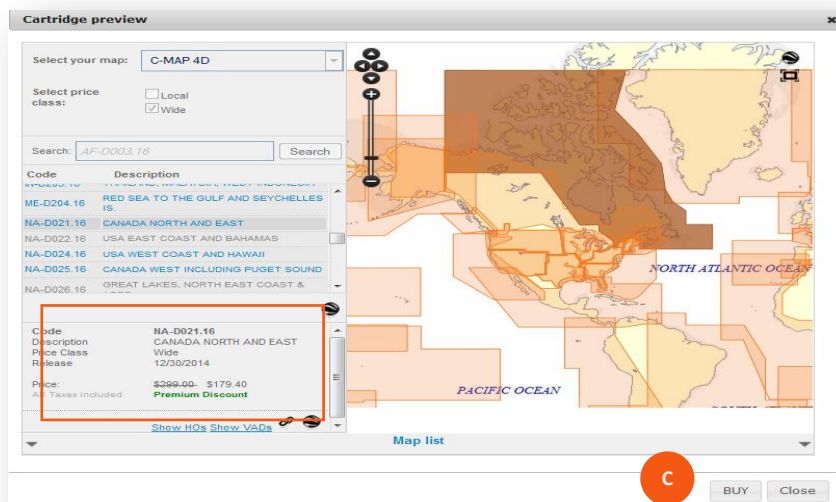 Cartridge preview
Select your map: C-MAP 4D
Select price class:
Local
Wide
Search: AF-D003.16 Search
Code Description
ME-D204.16 RED SEA TO THE GULF AND SEYCHELLES IS.
NA-D021.16 CANADA NORTH AND EAST
NA-D022.16 USA EAST COAST AND BAHAMAS
NA-D024.16 USA WEST COAST AND HAWAII
NA-D025.16 CANADA WEST INCLUDING PUGET SOUND
NA-D026.16 GREAT LAKES, NORTH EAST COAST &
Code NA-D021.16
Description CANADA NORTH AND EAST
Price Class Wide
Release 12/30/2014
Price: $299.00 $179.40
All Taxes included Premium Discount
Show HOs Show VADs
NORTH ATLANTIC OCEAN
PACIFIC OCEAN
Map list
C
BUY Close